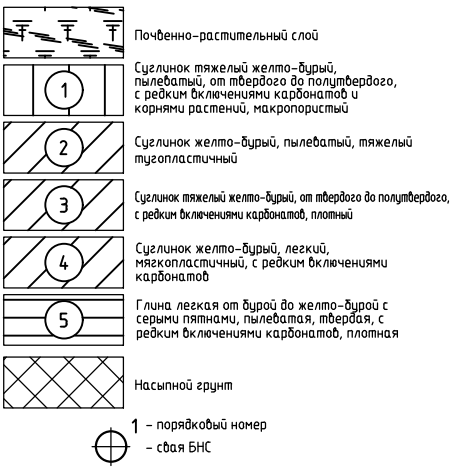 Почвенно-растительный слой
1
Суглинок тяжелый желто-бурый,
пылеватый, от твердого до полутвердого,
с редким включениями карбонатов и
корнями растений, макропористый
2
Суглинок желто-бурый, пылеватый, тяжелый
тугопластичный
3
Суглинок тяжелый желто-бурый, от твердого до полутвердого,
с редким включениями карбонатов, плотный
4
Суглинок желто-бурый, легкий,
мягкопластичный, с редким включениями
карбонатов
5
Глина легкая от бурой до желто-бурой с
серыми пятнами, пылеватая, твердая, с
редким включениями карбонатов, плотная
Насыпной грунт
1 - порядковый номер
- свая БНС